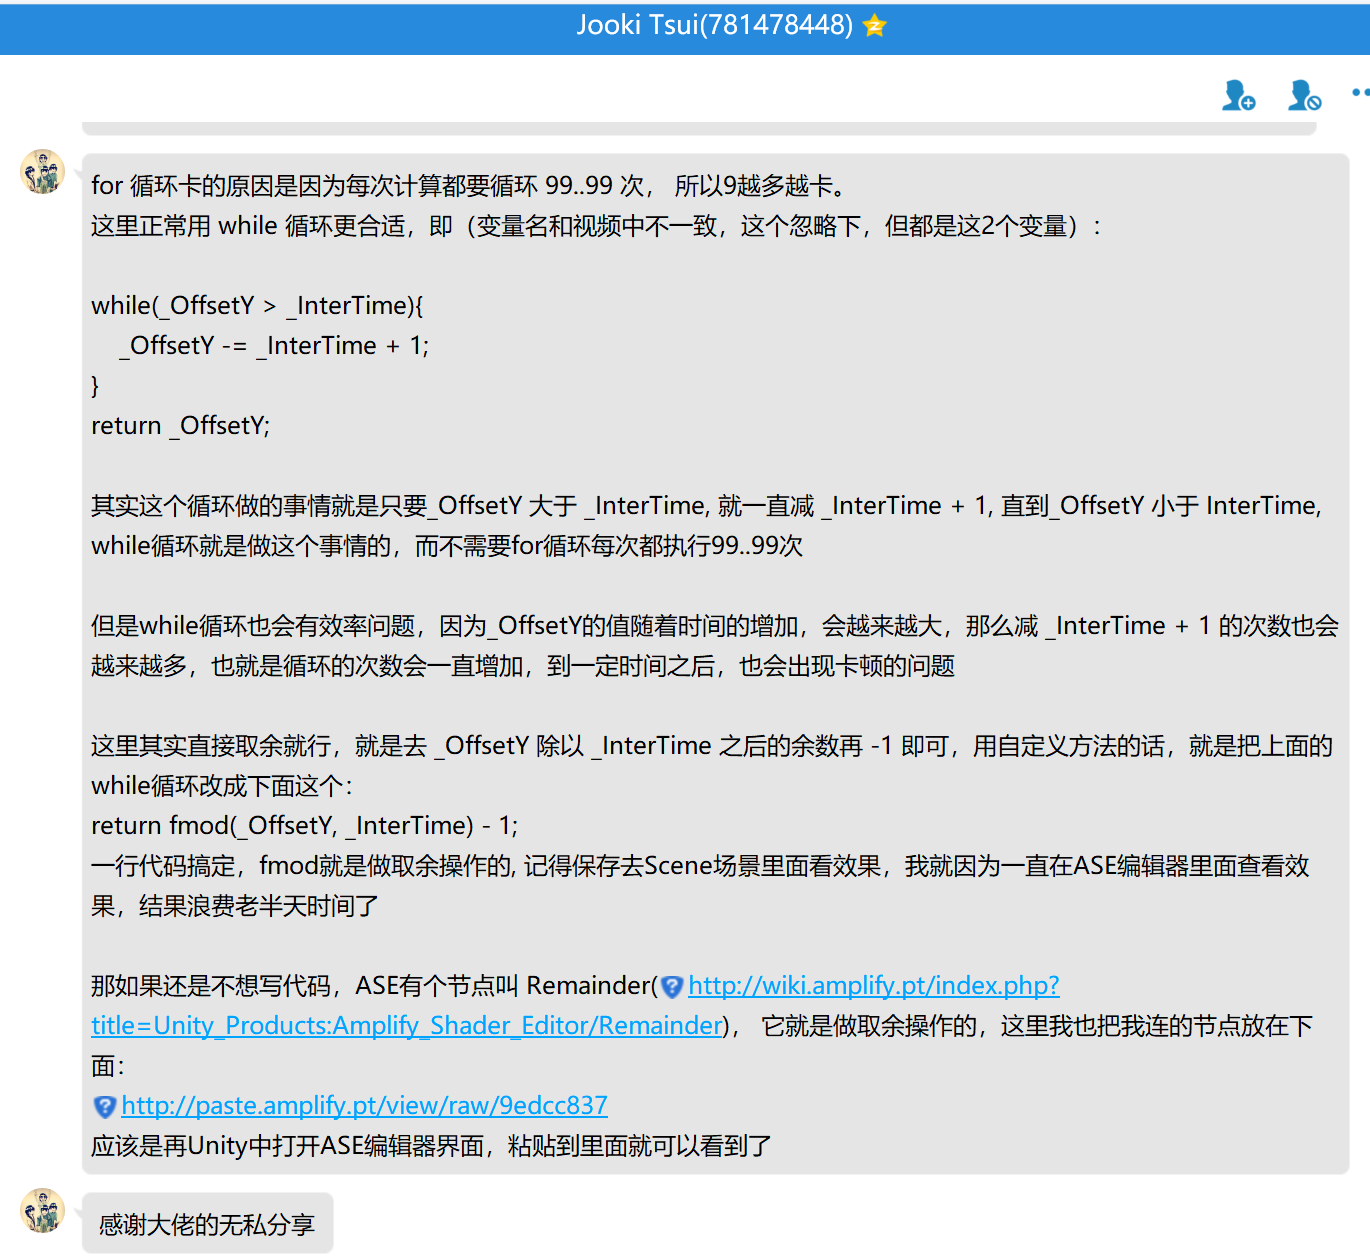 Jooki Tsui(781478448)
for 循环卡的原因是因为每次计算都要循环 99..99 次， 所以9越多越卡。
这里正常用 while 循环更合适，即（变量名和视频中不一致，这个忽略下，但都是这2个变量）：
while(_OffsetY > _InterTime){
_OffsetY -= _InterTime + 1;
}
return _OffsetY;
其实这个循环做的事情就是只要_OffsetY 大于 _InterTime, 就一直减 _InterTime + 1, 直到_OffsetY 小于 InterTime,
while循环就是做这个事情的，而不需要for循环每次都执行99..99次
但是while循环也会有效率问题，因为_OffsetY的值随着时间的增加，会越来越大，那么减 _InterTime + 1 的次数也会
越来越多，也就是循环的次数会一直增加，到一定时间之后，也会出现卡顿的问题
这里其实直接取余就行，就是去 _OffsetY 除以 _InterTime 之后的余数再 -1 即可，用自定义方法的话，就是把上面的
while循环改成下面这个：
return fmod(_OffsetY, _InterTime) - 1;
一行代码搞定，fmod就是做取余操作的, 记得保存去Scene场景里面看效果，我就因为一直在ASE编辑器里面查看效
果，结果浪费老半天时间了
那如果还是不想写代码，ASE有个节点叫 Remainder(http://wiki.amplify.pt/index.php?
title=Unity_Products:Amplify_Shader_Editor/Remainder)， 它就是做取余操作的，这里我也把我连的节点放在下
面：
http://paste.amplify.pt/view/raw/9edcc837
应该是再Unity中打开ASE编辑器界面，粘贴到里面就可以看到了
感谢大佬的无私分享